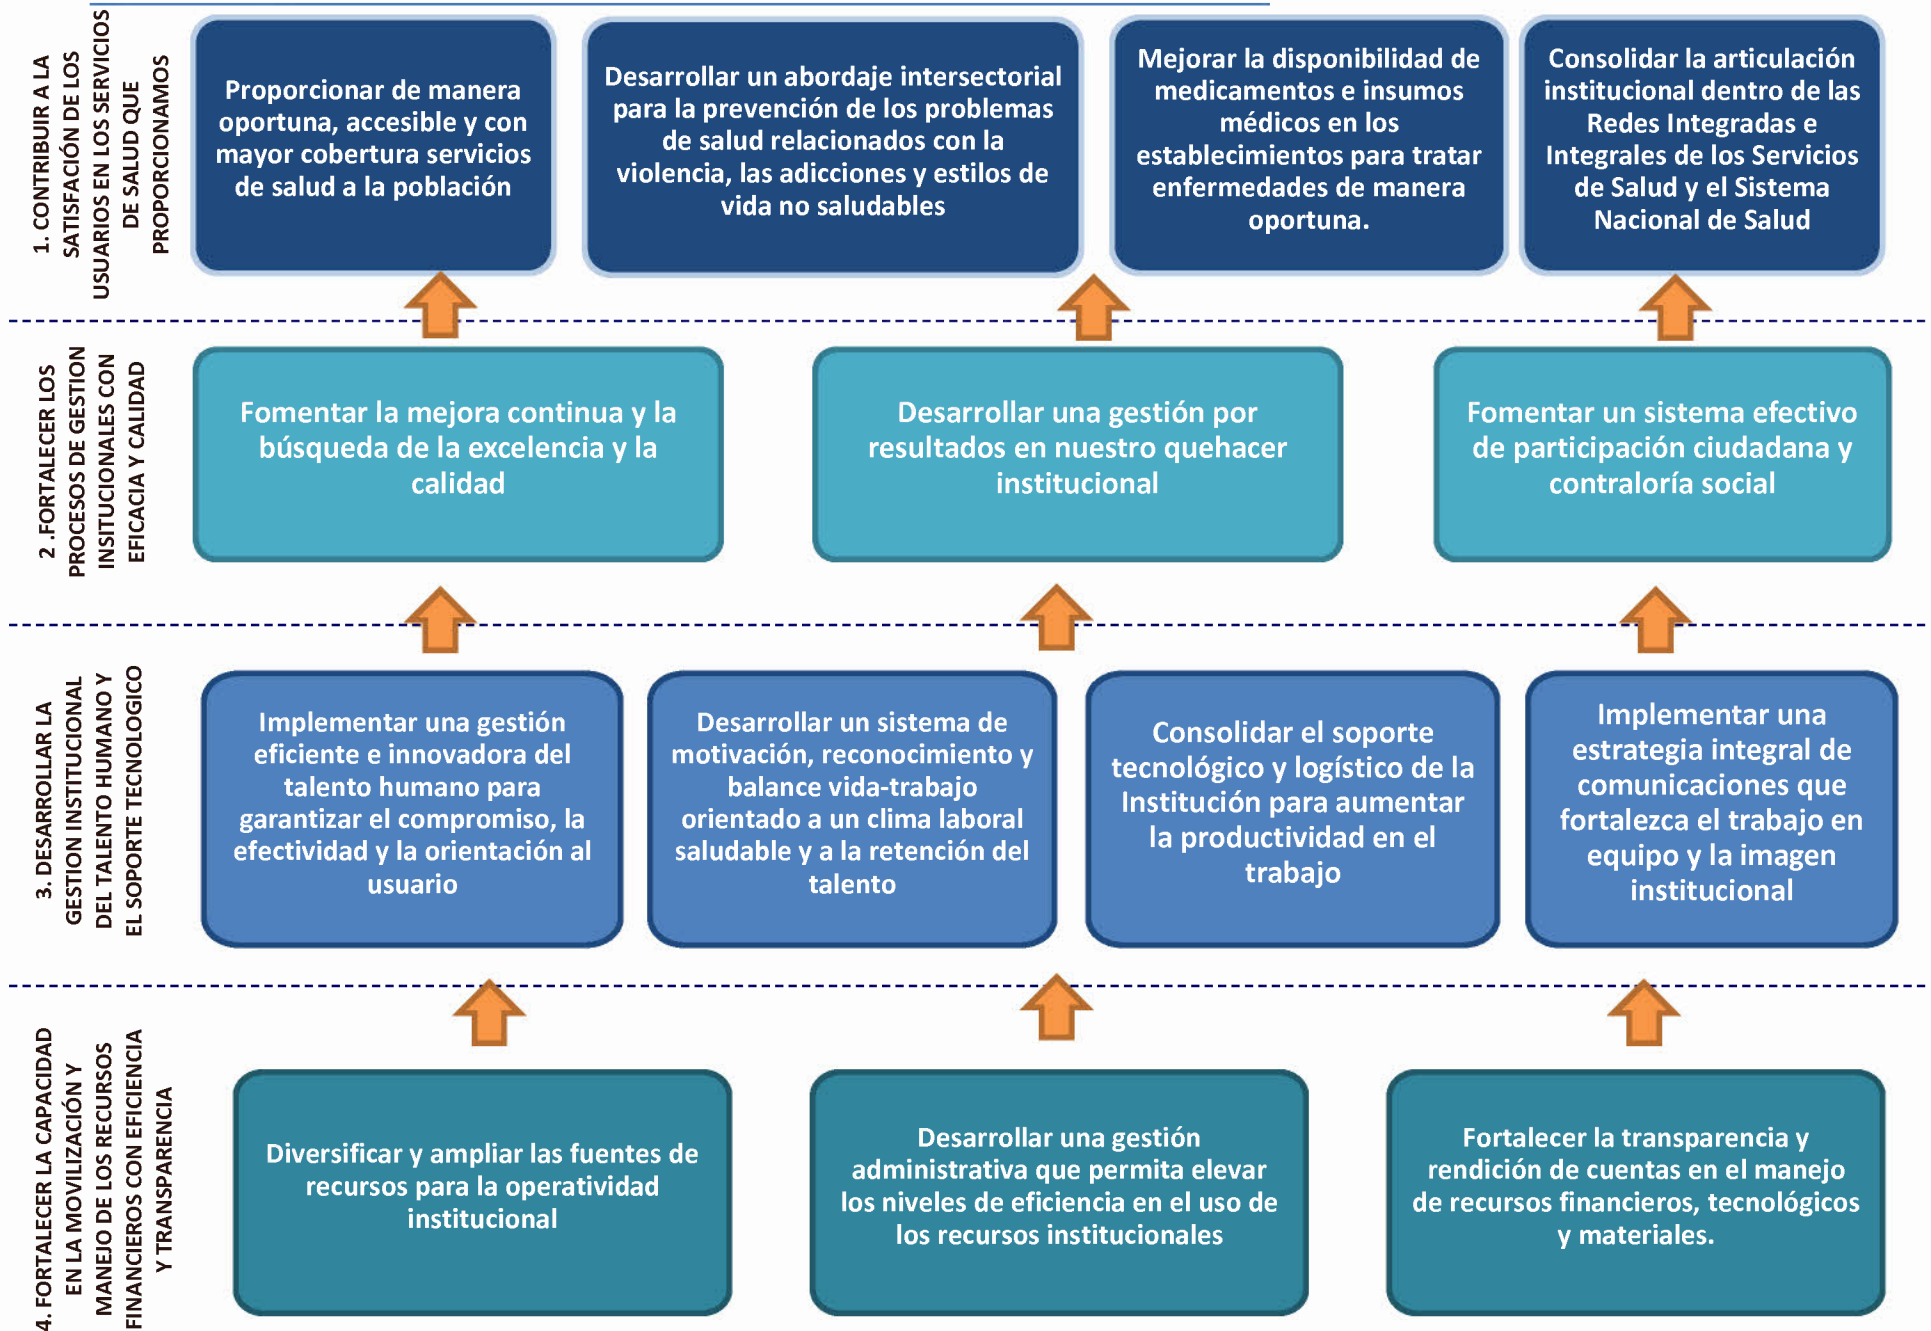 1. CONTRIBUIR A LA
SATISFACIÓN DE LOS
USUARIOS EN LOS SERVICIOS
DE SALUD QUE
PROPORCIONAMOS
Proporcionar de manera
oportuna, accesible y con
mayor cobertura servicios
de salud a la población
Desarrollar un abordaje intersectorial
para la prevención de los problemas
de salud relacionados con la
violencia, las adicciones y estilos de
vida no saludables
Mejorar la disponibilidad de
medicamentos e insumos
médicos en los
establecimientos para tratar
enfermedades de manera
oportuna.
Consolidar la articulación
institucional dentro de las
Redes Integradas e
Integrales de los Servicios
de Salud y el Sistema
Nacional de Salud
2 .FORTALECER LOS
PROCESOS DE GESTION
INSITUCIONALES CON
EFICACIA Y CALIDAD
Fomentar la mejora continua y la
búsqueda de la excelencia y la
calidad
Desarrollar una gestión por
resultados en nuestro quehacer
institucional
Fomentar un sistema efectivo
de participación ciudadana y
contraloría social
3. DESARROLLAR LA
GESTION INSTITUCIONAL
DEL TALENTO HUMANO Y
EL SOPORTE TECNOLOGICO
Implementar una gestión
eficiente e innovadora del
talento humano para
garantizar el compromiso, la
efectividad y la orientación al
usuario
Desarrollar un sistema de
motivación, reconocimiento y
balance vida-trabajo
orientado a un clima laboral
saludable y a la retención del
talento
Consolidar el soporte
tecnológico y logístico de la
Institución para aumentar
la productividad en el
trabajo
Implementar una
estrategia integral de
comunicaciones que
fortalezca el trabajo en
equipo y la imagen
institucional
4. FORTALECER LA CAPACIDAD
EN LA MOVILIZACIÓN Y
MANEJO DE LOS RECURSOS
FINANCIEROS CON EFICIENCIA
Y TRANSPARENCIA
Diversificar y ampliar las fuentes de
recursos para la operatividad
institucional
Desarrollar una gestión
administrativa que permita elevar
los niveles de eficiencia en el uso de
los recursos institucionales
Fortalecer la transparencia y
rendición de cuentas en el manejo
de recursos financieros, tecnológicos
y materiales.